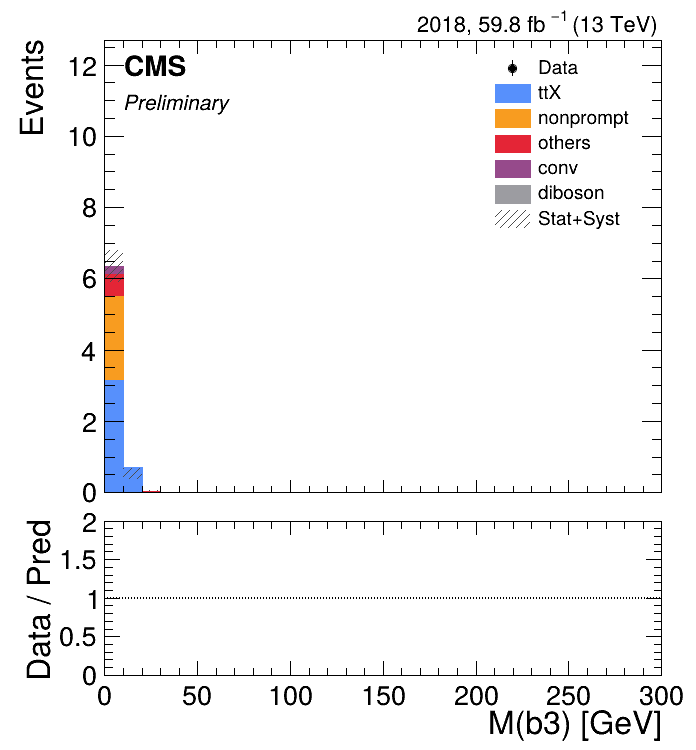 2018, 59.8 fb⁻¹ (13 TeV)
Events
12
10
8
6
4
2
0
CMS
Preliminary
Data
ttX
nonprompt
others
conv
diboson
Stat+Syst
Data / Pred
2
1.5
1
0.5
0
0 50 100 150 200 250 300
M(b3) [GeV]